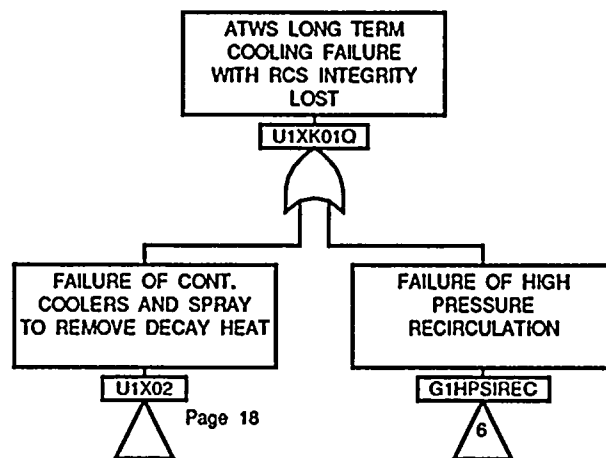 ATWS LONG TERM
COOLING FAILURE
WITH RCS INTEGRITY
LOST
U1XK01Q
FAILURE OF CONT.
COOLERS AND SPRAY
TO REMOVE DECAY HEAT
U1X02
Page 18
FAILURE OF HIGH
PRESSURE
RECIRCULATION
G1HPSIREC
6